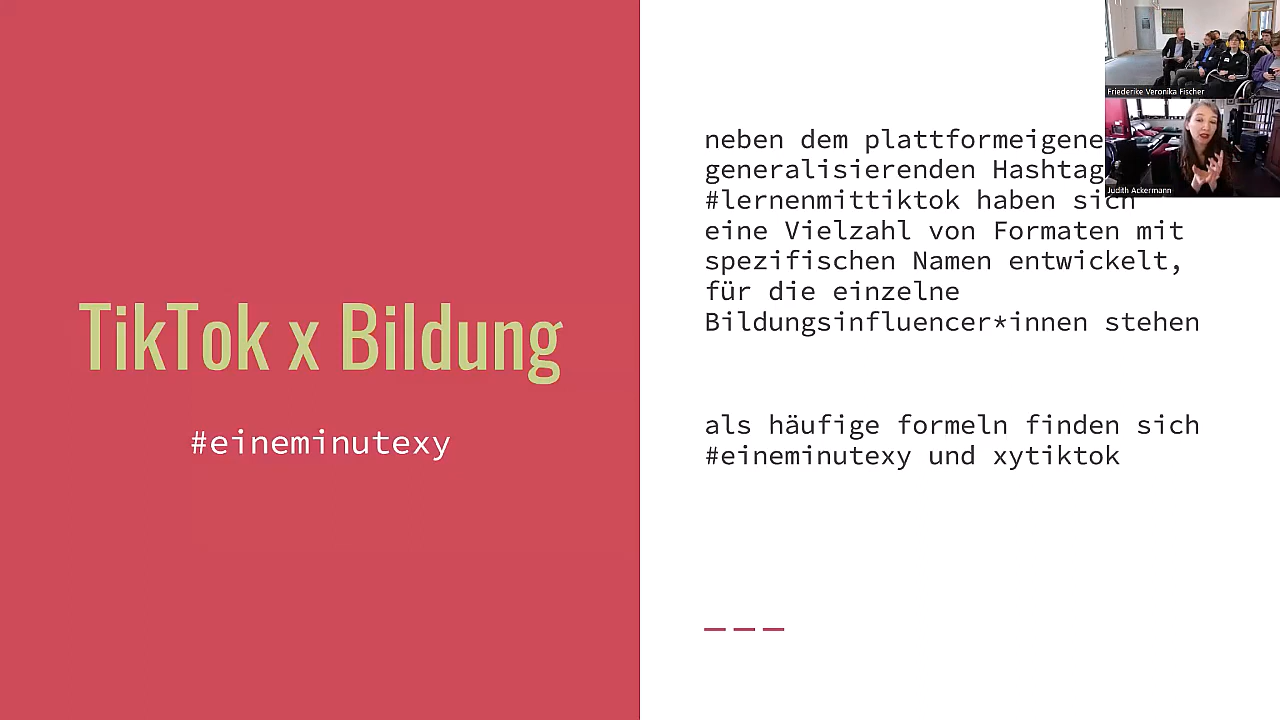 TikTok x Bildung
#eineminutexy
neben dem plattformeigene
generalisierenden Hashtag
#lernenmittiktok haben sich
eine Vielzahl von Formaten mit
spezifischen Namen entwickelt,
für die einzelne
Bildungsinfluencer*innen stehen
als häufige formeln finden sich
#eineminutexy und xytiktok
Friederike Veronika Fischer
Judith Ackermann